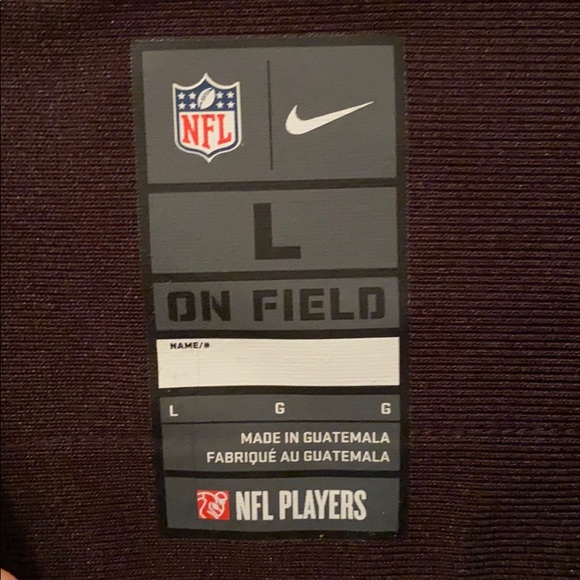 NFL
L
ON FIELD
NAME/#
L G G
MADE IN GUATEMALA
FABRIQUÉ AU GUATEMALA
NFL PLAYERS